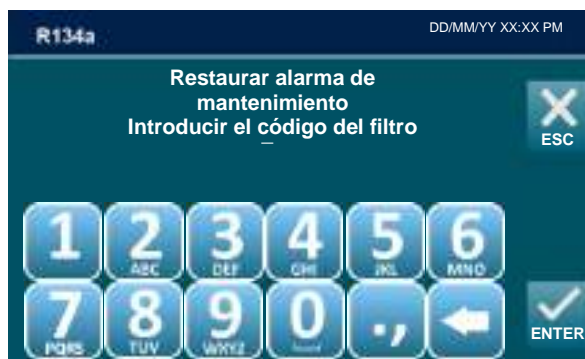 R134a DD/MM/YY XX:XX PM
Restaurar alarma de
mantenimiento
Introducir el código del filtro
_
ESC
1 2 3 4 5 6
ABC DEF GHI JKL MNO
7 8 9 0 .,
PQRS TUV WXYZ
ENTER